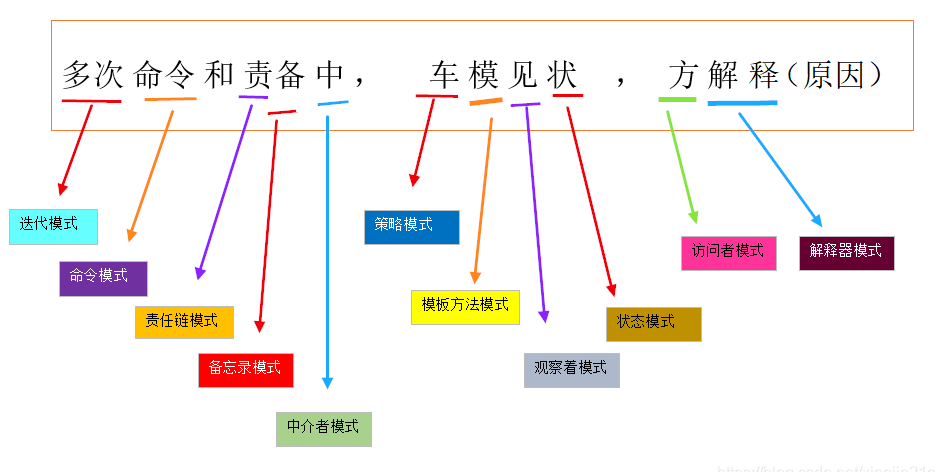 多次命令和责备中， 车模见状 ， 方解释（原因）
迭代模式
策略模式
访问者模式
解释器模式
命令模式
模板方法模式
责任链模式
状态模式
备忘录模式
观察着模式
中介者模式